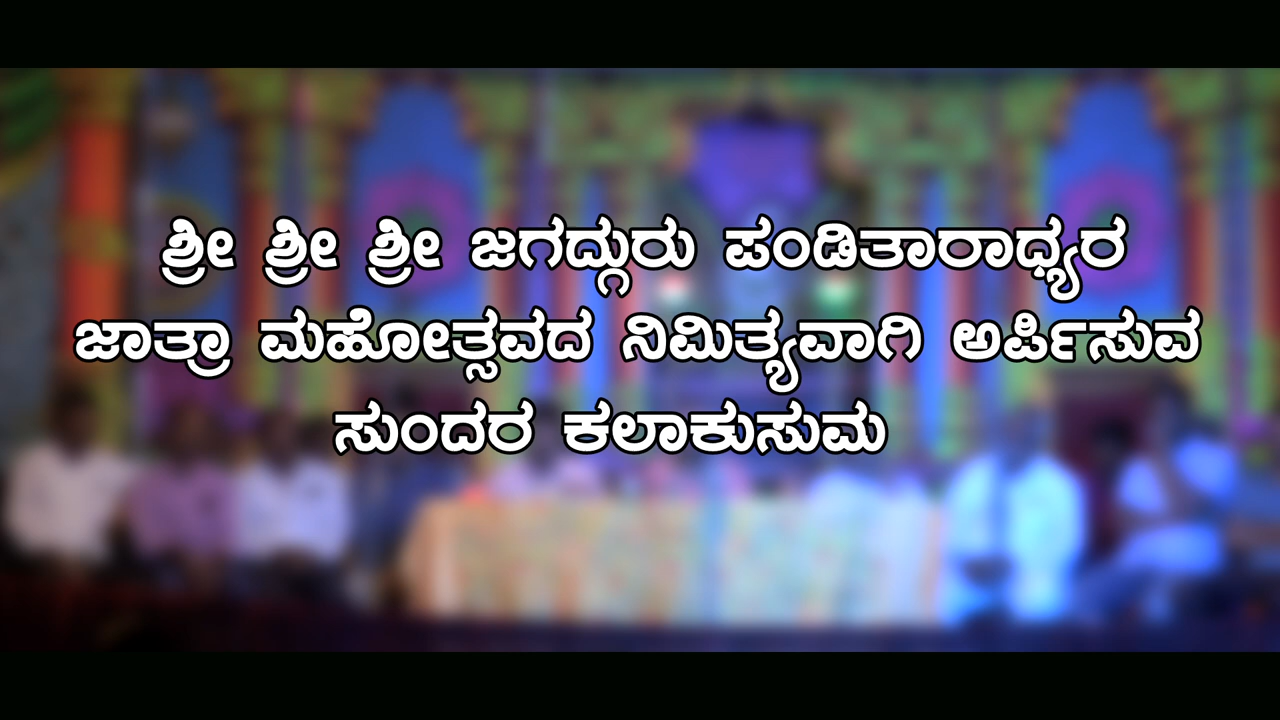 ಶ್ರೀ ಶ್ರೀ ಶ್ರೀ ಜಗದ್ಗುರು ಪಂಡಿತಾರಾಧ್ಯರ
ಜಾತ್ರಾ ಮಹೋತ್ಸವದ ನಿಮಿತ್ಯವಾಗಿ ಅರ್ಪಿಸುವ
ಸುಂದರ ಕಲಾಕುಸುಮ